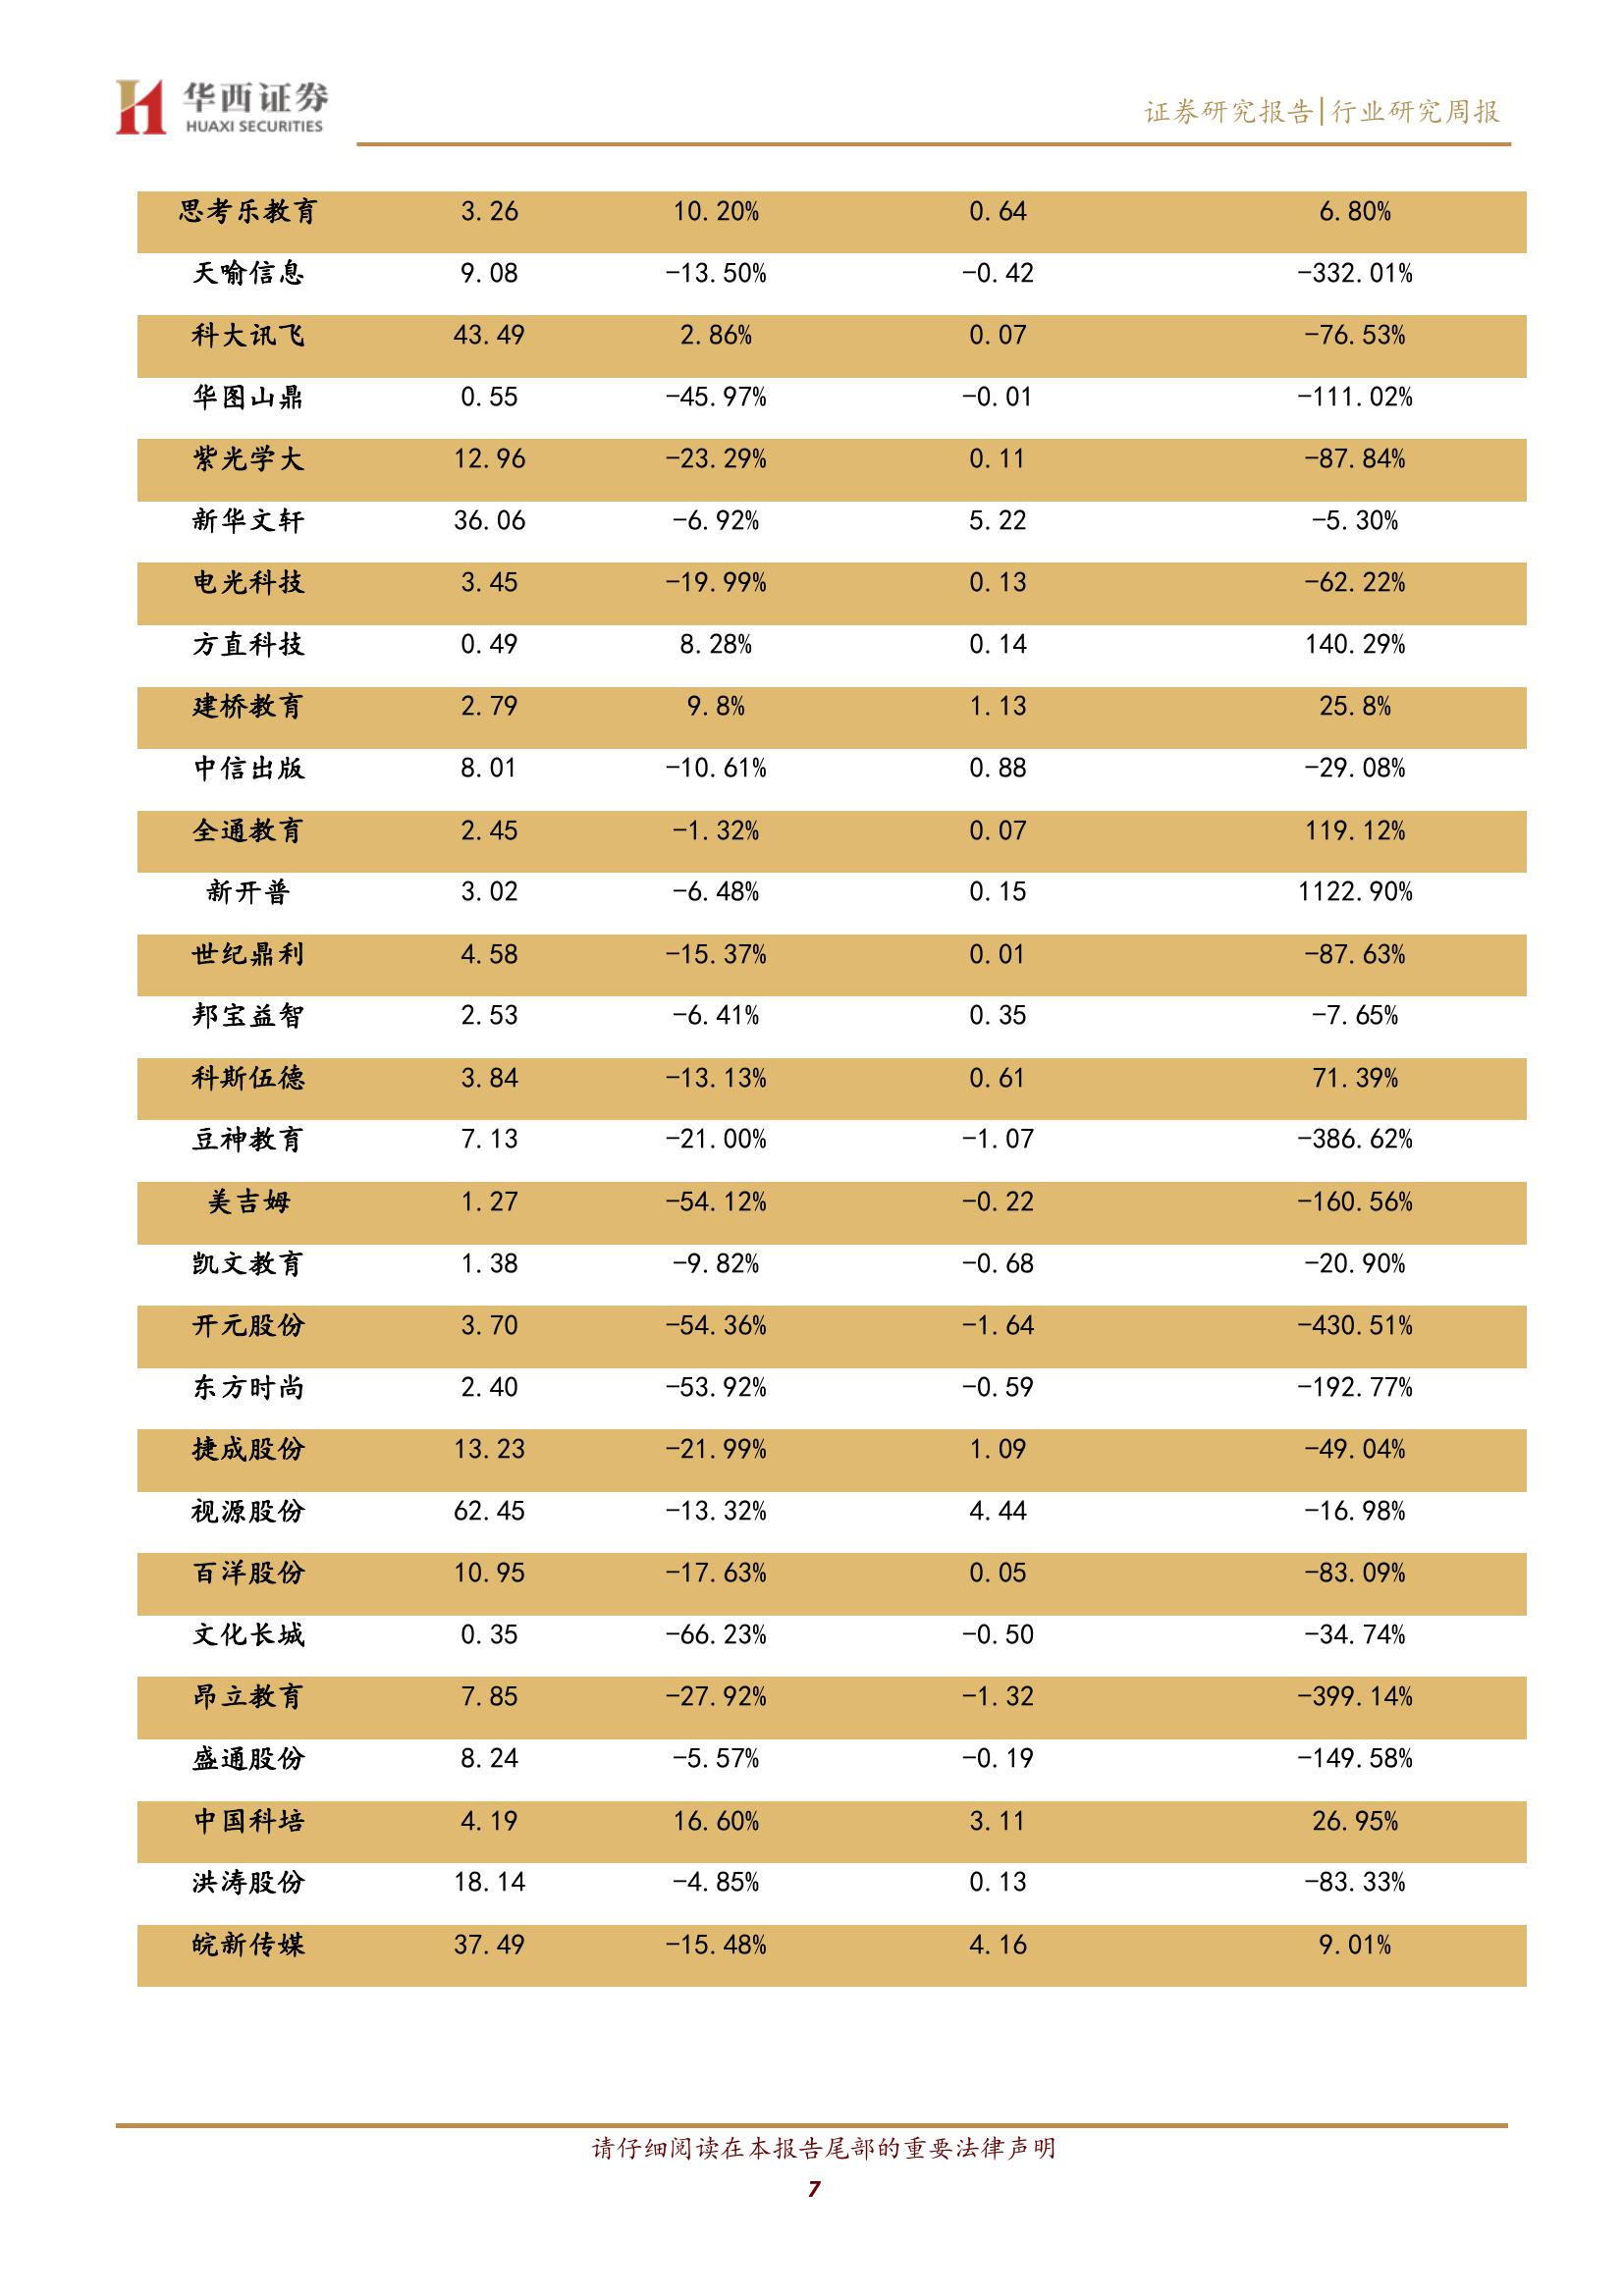 华西证券
HUAXI SECURITIES
证券研究报告|行业研究周报
思考乐教育 3.26 10.20% 0.64 6.80%
天喻信息 9.08 -13.50% -0.42 -332.01%
科大讯飞 43.49 2.86% 0.07 -76.53%
华图山鼎 0.55 -45.97% -0.01 -111.02%
紫光学大 12.96 -23.29% 0.11 -87.84%
新华文轩 36.06 -6.92% 5.22 -5.30%
电光科技 3.45 -19.99% 0.13 -62.22%
方直科技 0.49 8.28% 0.14 140.29%
建桥教育 2.79 9.8% 1.13 25.8%
中信出版 8.01 -10.61% 0.88 -29.08%
全通教育 2.45 -1.32% 0.07 119.12%
新开普 3.02 -6.48% 0.15 1122.90%
世纪鼎利 4.58 -15.37% 0.01 -87.63%
邦宝益智 2.53 -6.41% 0.35 -7.65%
科斯伍德 3.84 -13.13% 0.61 71.39%
豆神教育 7.13 -21.00% -1.07 -386.62%
美吉姆 1.27 -54.12% -0.22 -160.56%
凯文教育 1.38 -9.82% -0.68 -20.90%
开元股份 3.70 -54.36% -1.64 -430.51%
东方时尚 2.40 -53.92% -0.59 -192.77%
捷成股份 13.23 -21.99% 1.09 -49.04%
视源股份 62.45 -13.32% 4.44 -16.98%
百洋股份 10.95 -17.63% 0.05 -83.09%
文化长城 0.35 -66.23% -0.50 -34.74%
昂立教育 7.85 -27.92% -1.32 -399.14%
盛通股份 8.24 -5.57% -0.19 -149.58%
中国科培 4.19 16.60% 3.11 26.95%
洪涛股份 18.14 -4.85% 0.13 -83.33%
皖新传媒 37.49 -15.48% 4.16 9.01%
请仔细阅读在本报告尾部的重要法律声明
7